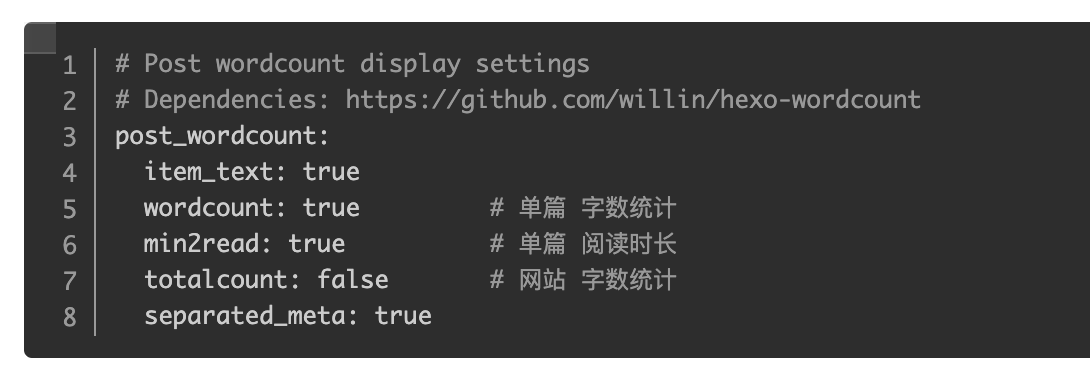 1 # Post wordcount display settings
2 # Dependencies: https://github.com/willin/hexo-wordcount
3 post_wordcount:
4   item_text: true
5   wordcount: true         # 单篇 字数统计
6   min2read: true          # 单篇 阅读时长
7   totalcount: false       # 网站 字数统计
8   separated_meta: true